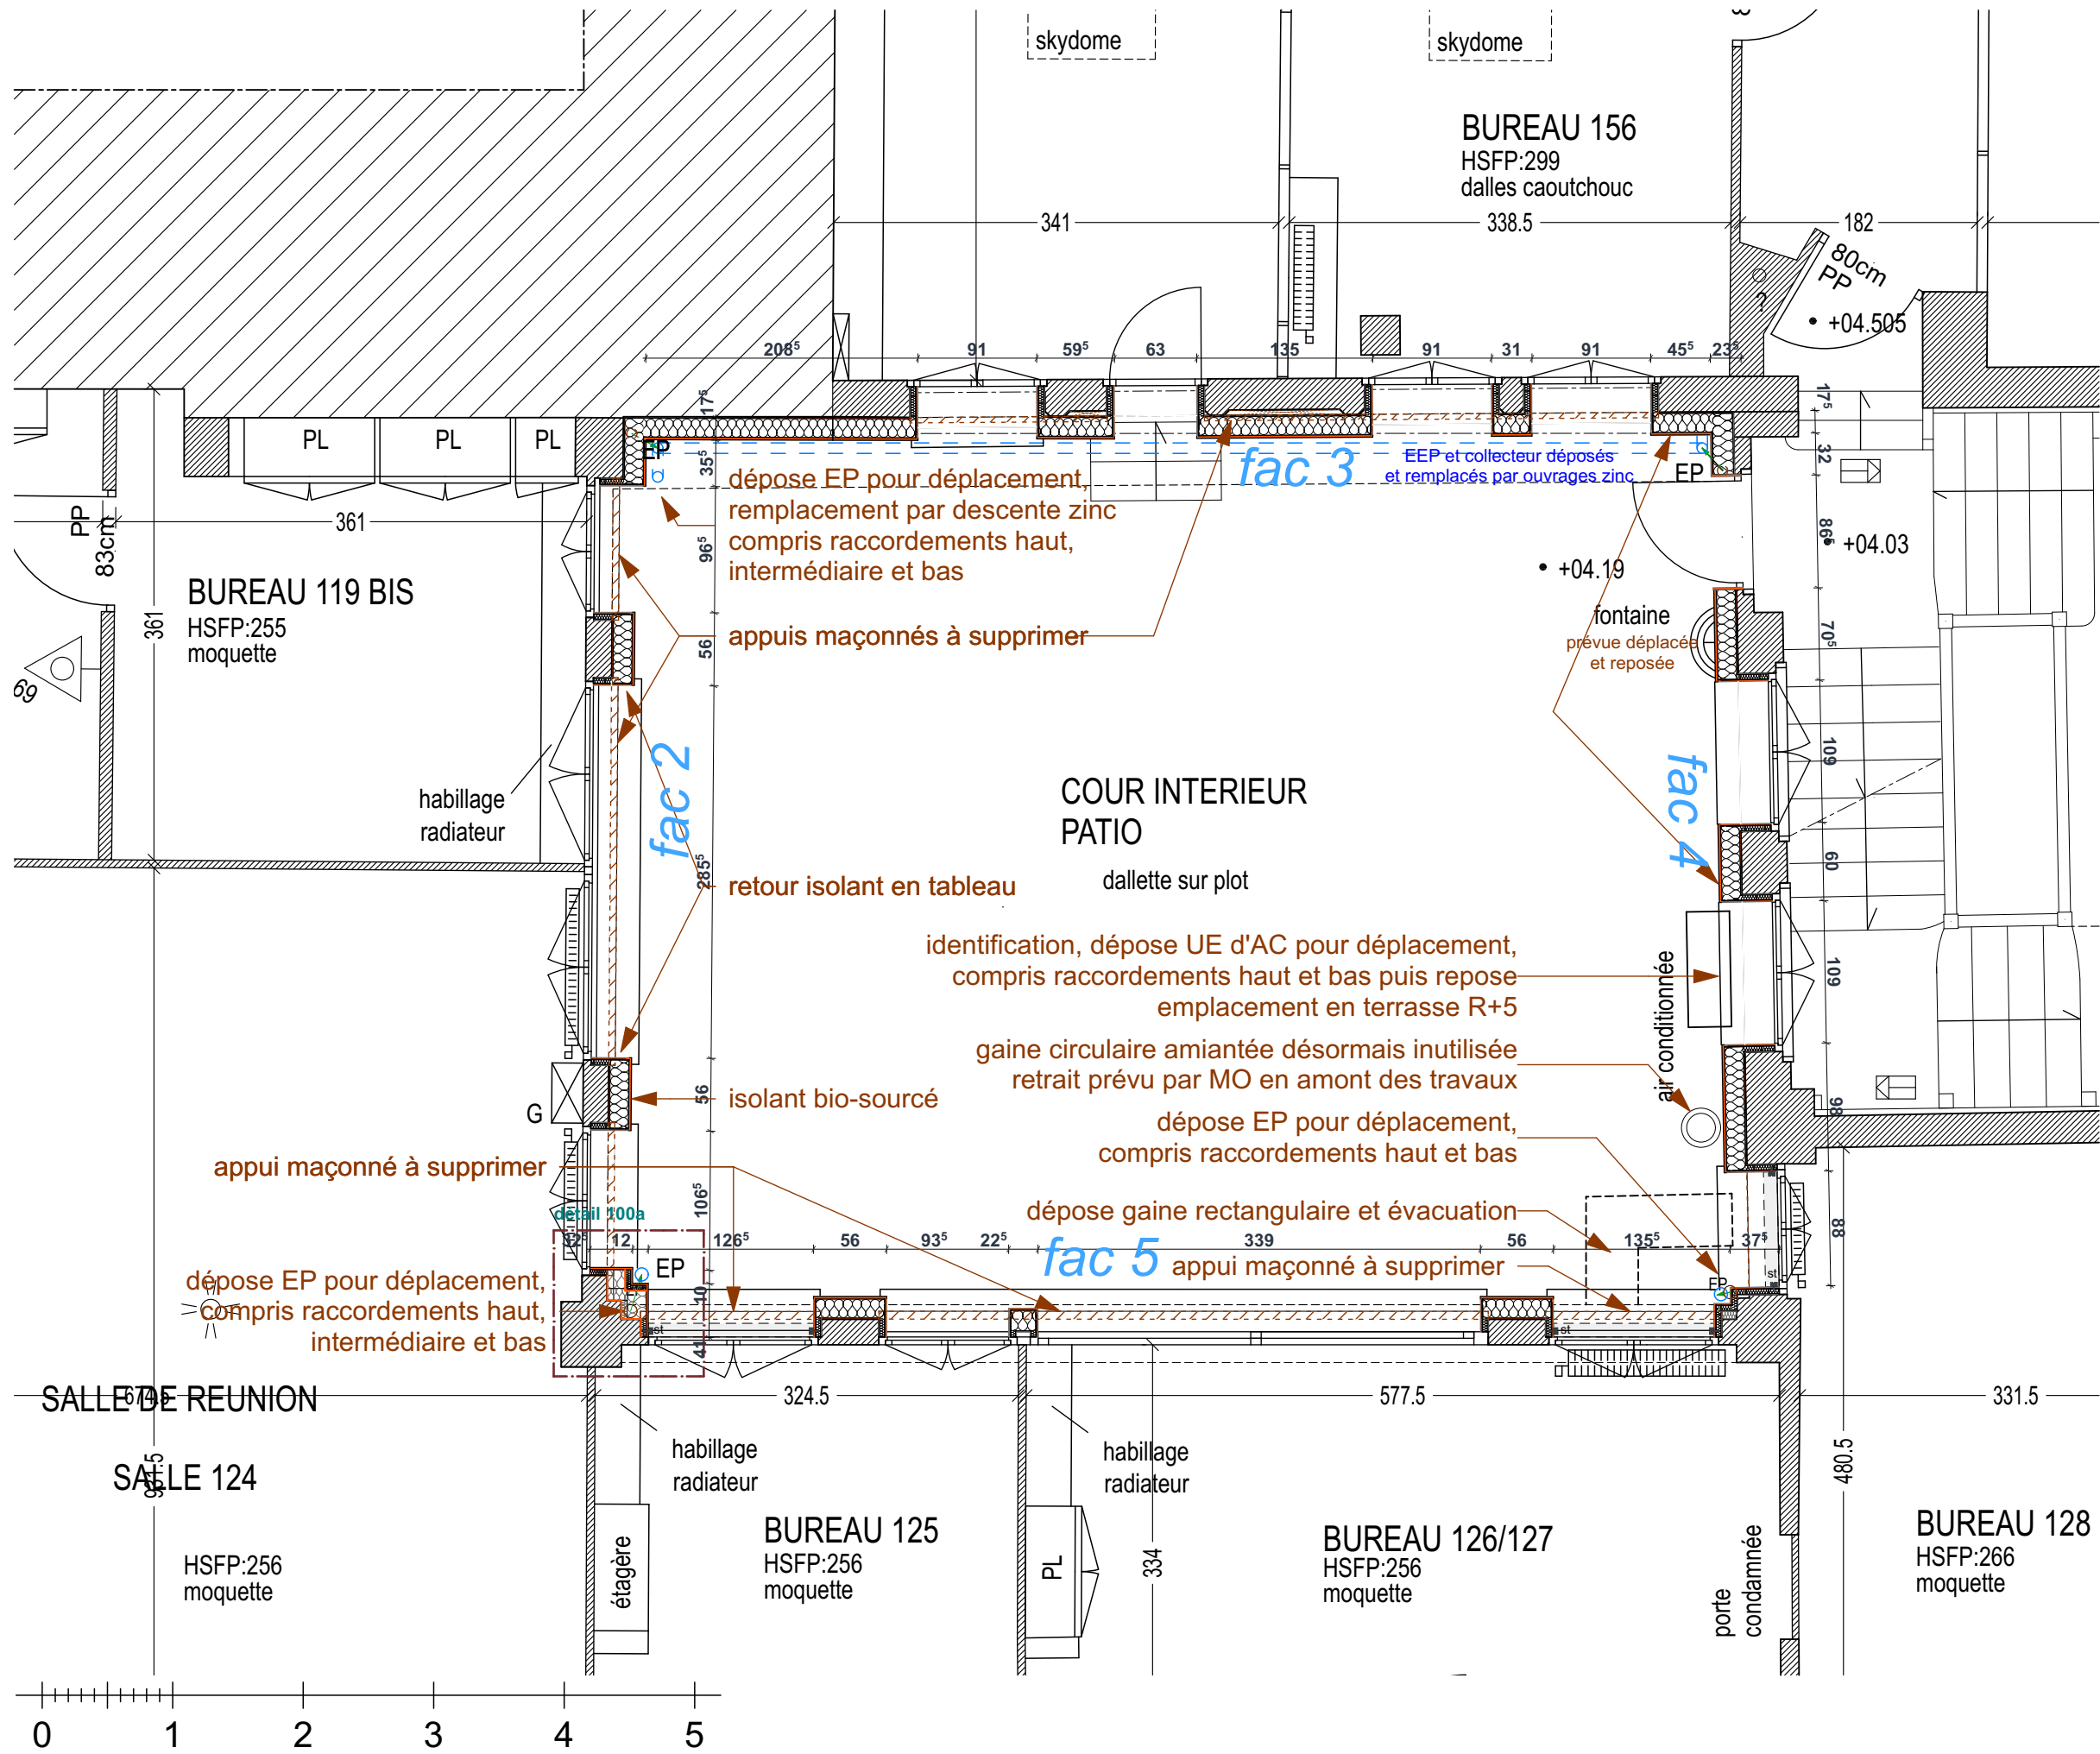 skydome
skydome
BUREAU 156
HSFP:299
dalles caoutchouc
341
338.5
182
80cm
PP
?
+04.505
208⁵
91
59⁵
63
135
91
31
91
45⁵
23⁵
17⁵
35⁵
96⁵
56
285⁵
56
106⁵
10
41
17⁵
32
86⁵
70⁵
109
60
109
98
88
PL
PL
PL
EP
EP
fac 3
EEP et collecteur déposés
et remplacés par ouvrages zinc
dépose EP pour déplacement,
remplacement par descente zinc
compris raccordements haut,
intermédiaire et bas
PP
83cm
361
361
+04.03
+04.19
BUREAU 119 BIS
HSFP:255
moquette
69
fontaine
prévue déplacée
et reposée
appuis maçonnés à supprimer
habillage
radiateur
fac 2
fac 4
COUR INTERIEUR
PATIO
dallette sur plot
retour isolant en tableau
identification, dépose UE d'AC pour déplacement,
compris raccordements haut et bas puis repose
emplacement en terrasse R+5
air conditionnée
gaine circulaire amiantée désormais inutilisée
retrait prévu par MO en amont des travaux
isolant bio-sourcé
G
dépose EP pour déplacement,
compris raccordements haut et bas
appui maçonné à supprimer
détail 100a
dépose gaine rectangulaire et évacuation
12
126⁵
56
93⁵
22⁵
339
56
135⁵
37⁵
fac 5
appui maçonné à supprimer
EP
EP
st
st
st
dépose EP pour déplacement,
compris raccordements haut,
intermédiaire et bas
SALLE DE REUNION
324.5
577.5
331.5
SALLE 124
habillage
radiateur
habillage
radiateur
480.5
334
HSFP:256
moquette
étagère
BUREAU 125
HSFP:256
moquette
PL
BUREAU 126/127
HSFP:256
moquette
porte
condamnée
BUREAU 128
HSFP:266
moquette
0 1 2 3 4 5